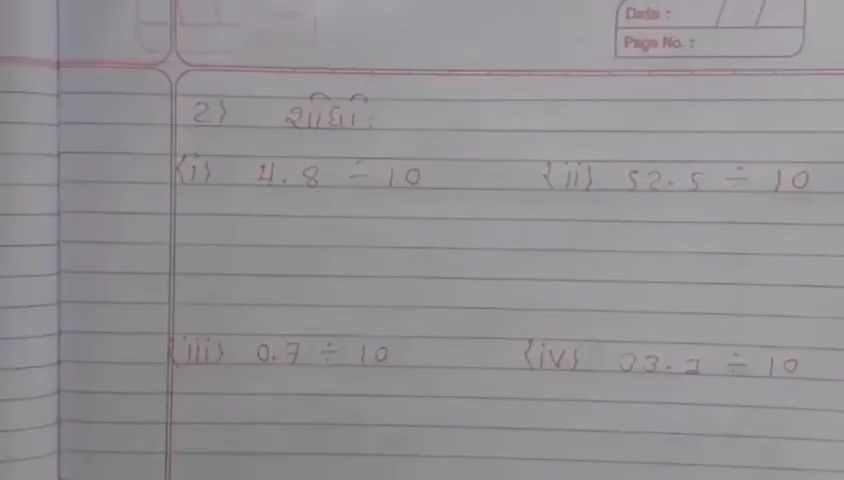 Date : / /
Page No. :
2) શોધો :
(i) 4.8 ÷ 10 (ii) 52.5 ÷ 10
(iii) 0.7 ÷ 10 (iv) ÷ 10